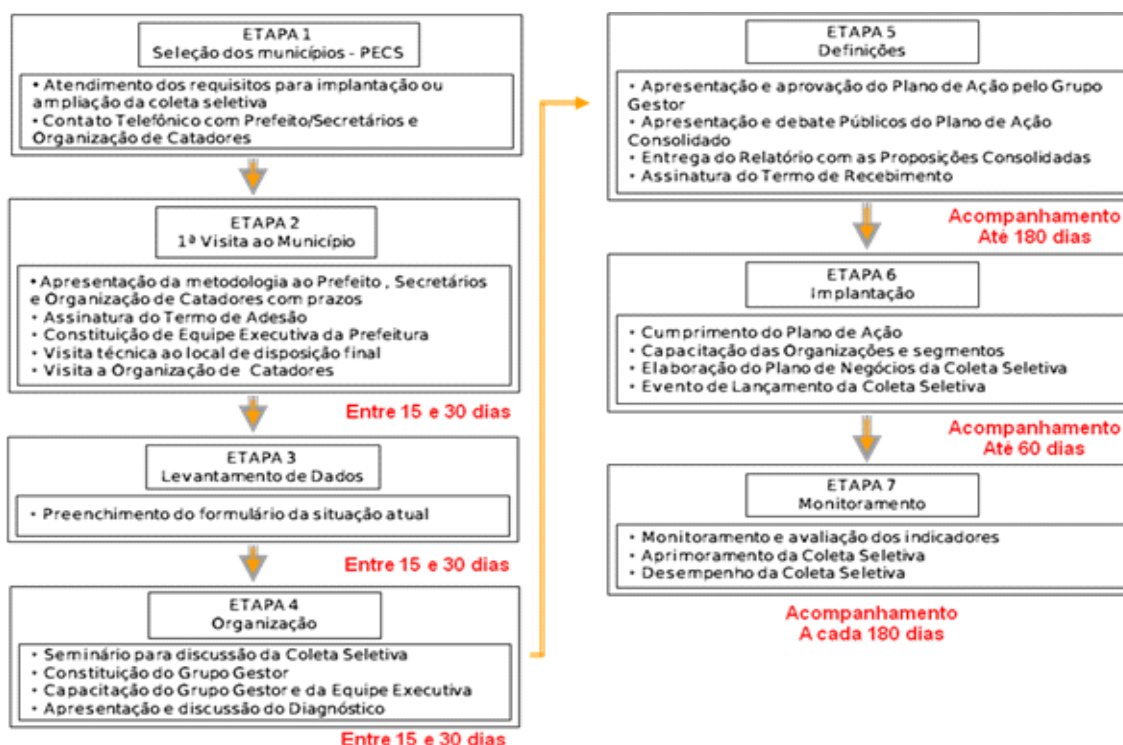 ETAPA 1
Seleção dos municípios - PECS
• Atendimento dos requisitos para implantação ou
ampliação da coleta seletiva
• Contato Telefônico com Prefeito/Secretários e
Organização de Catadores
ETAPA 2
1ª Visita ao Município
•Apresentação da metodologia ao Prefeito , Secretários
e Organização de Catadores com prazos
• Assinatura do Termo de Adesão
• Constituição de Equipe Executiva da Prefeitura
• Visita técnica ao local de disposição final
• Visita a Organização de Catadores
Entre 15 e 30 dias
ETAPA 3
Levantamento de Dados
• Preenchimento do formulário da situação atual
Entre 15 e 30 dias
ETAPA 4
Organização
• Seminário para discussão da Coleta Seletiva
• Constituição do Grupo Gestor
• Capacitação do Grupo Gestor e da Equipe Executiva
• Apresentação e discussão do Diagnóstico
Entre 15 e 30 dias
ETAPA 5
Definições
• Apresentação e aprovação do Plano de Ação pelo Grupo
Gestor
• Apresentação e debate Públicos do Plano de Ação
Consolidado
• Entrega do Relatório com as Proposições Consolidadas
• Assinatura do Termo de Recebimento
Acompanhamento
Até 180 dias
ETAPA 6
Implantação
• Cumprimento do Plano de Ação
• Capacitação das Organizações e segmentos
• Elaboração do Plano de Negócios da Coleta Seletiva
• Evento de Lançamento da Coleta Seletiva
Acompanhamento
Até 60 dias
ETAPA 7
Monitoramento
• Monitoramento e avaliação dos indicadores
• Aprimoramento da Coleta Seletiva
• Desempenho da Coleta Seletiva
Acompanhamento
A cada 180 dias